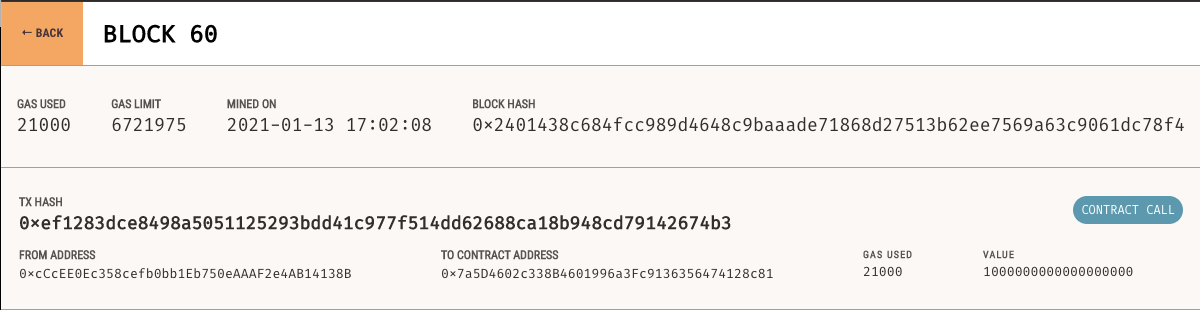 ← BACK
BLOCK 60
GAS USED GAS LIMIT MINED ON BLOCK HASH
21000 6721975 2021-01-13 17:02:08 0×2401438c684fcc989d4648c9baaade71868d27513b62ee7569a63c9061dc78f4
TX HASH
0×ef1283dce8498a5051125293bdd41c977f514dd62688ca18b948cd79142674b3
CONTRACT CALL
FROM ADDRESS TO CONTRACT ADDRESS GAS USED VALUE
0×cCcEE0Ec358cefb0bb1Eb750eAAAF2e4AB14138B 0×7a5D4602c338B4601996a3Fc9136356474128c81 21000 1000000000000000000